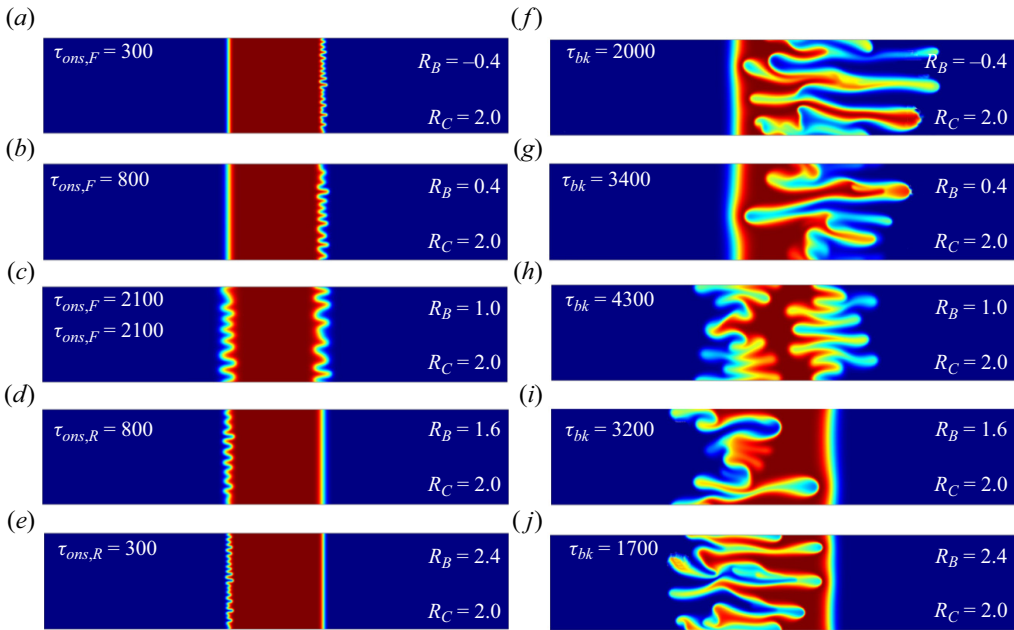 (a)
τons,F = 300
RB = –0.4
RC = 2.0
(b)
τons,F = 800
RB = 0.4
RC = 2.0
(c)
τons,F = 2100
τons,F = 2100
RB = 1.0
RC = 2.0
(d)
τons,R = 800
RB = 1.6
RC = 2.0
(e)
τons,R = 300
RB = 2.4
RC = 2.0
(f)
τbk = 2000
RB = –0.4
RC = 2.0
(g)
τbk = 3400
RB = 0.4
RC = 2.0
(h)
τbk = 4300
RB = 1.0
RC = 2.0
(i)
τbk = 3200
RB = 1.6
RC = 2.0
(j)
τbk = 1700
RB = 2.4
RC = 2.0